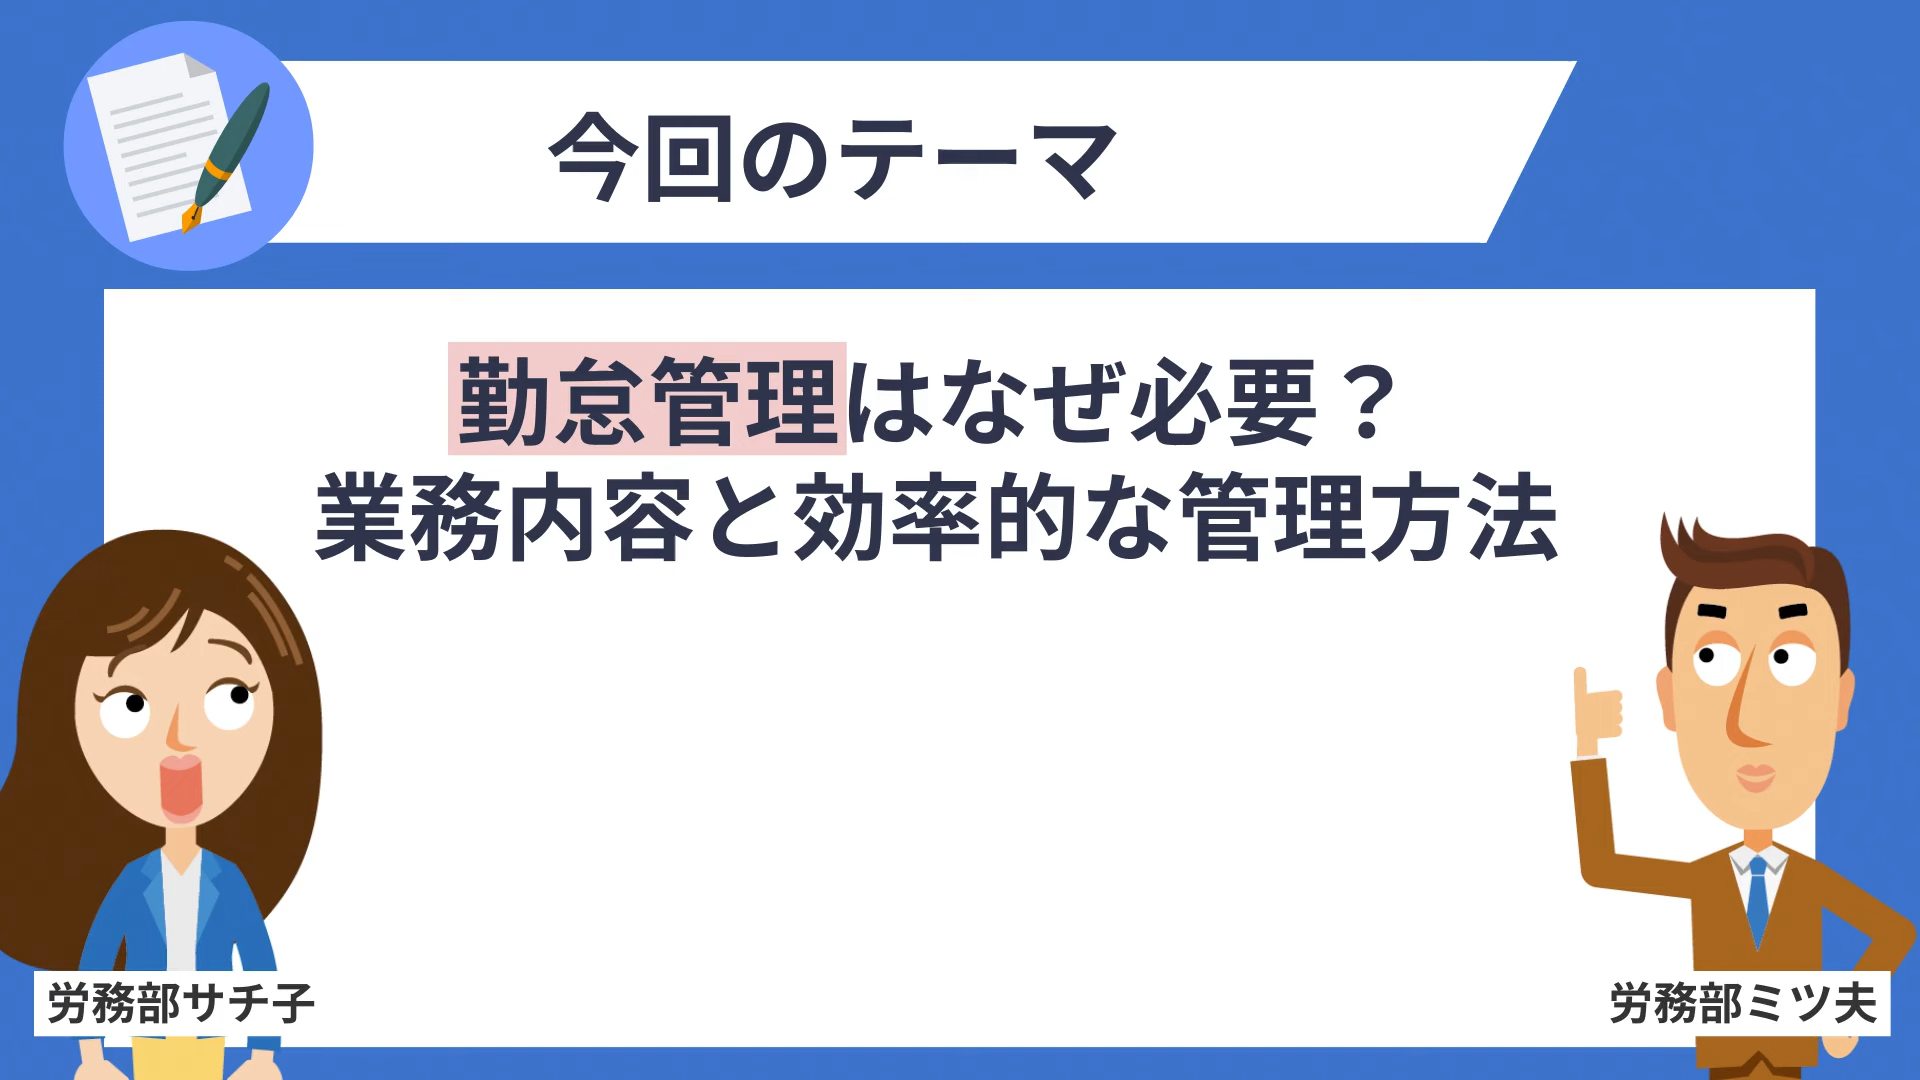 今回のテーマ
勤怠管理はなぜ必要？
業務内容と効率的な管理方法
労務部サチ子
労務部ミツ夫